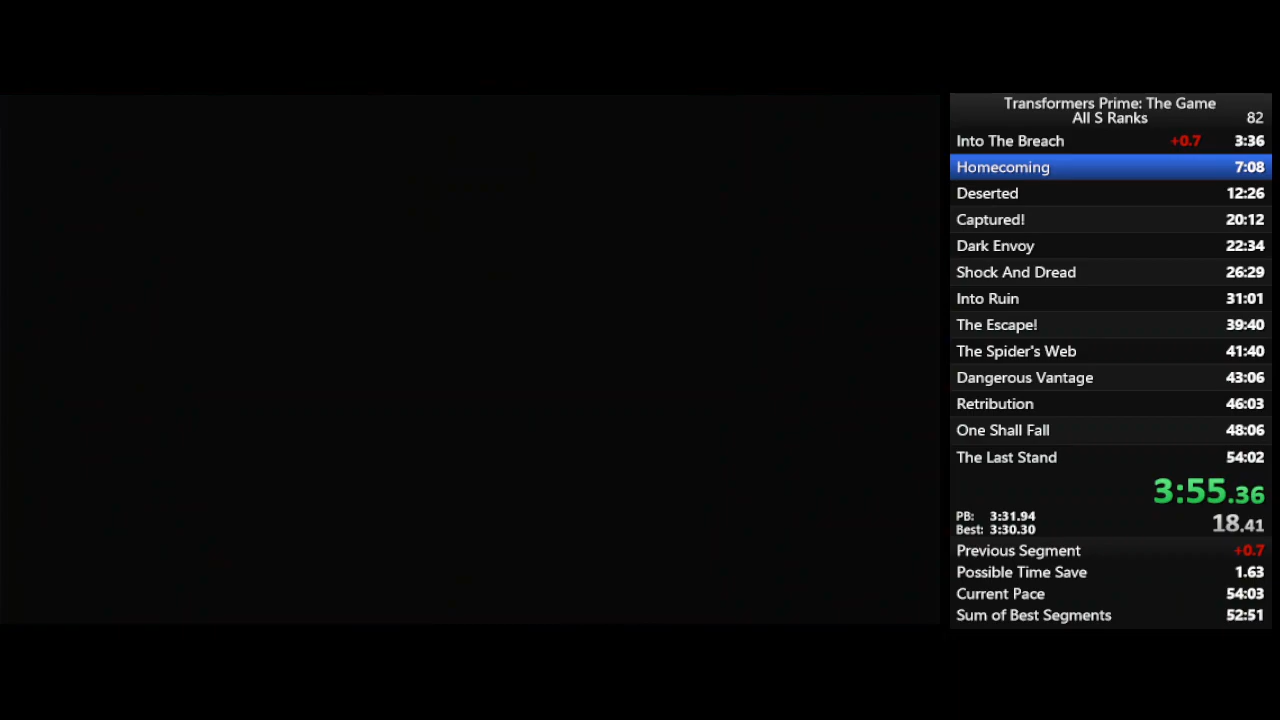 Transformers Prime: The Game
All S Ranks 82
Into The Breach +0.7 3:36
Homecoming 7:08
Deserted 12:26
Captured! 20:12
Dark Envoy 22:34
Shock And Dread 26:29
Into Ruin 31:01
The Escape! 39:40
The Spider's Web 41:40
Dangerous Vantage 43:06
Retribution 46:03
One Shall Fall 48:06
The Last Stand 54:02
3:55.36
PB: 3:31.94
Best: 3:30.30
18.41
Previous Segment +0.7
Possible Time Save 1.63
Current Pace 54:03
Sum of Best Segments 52:51